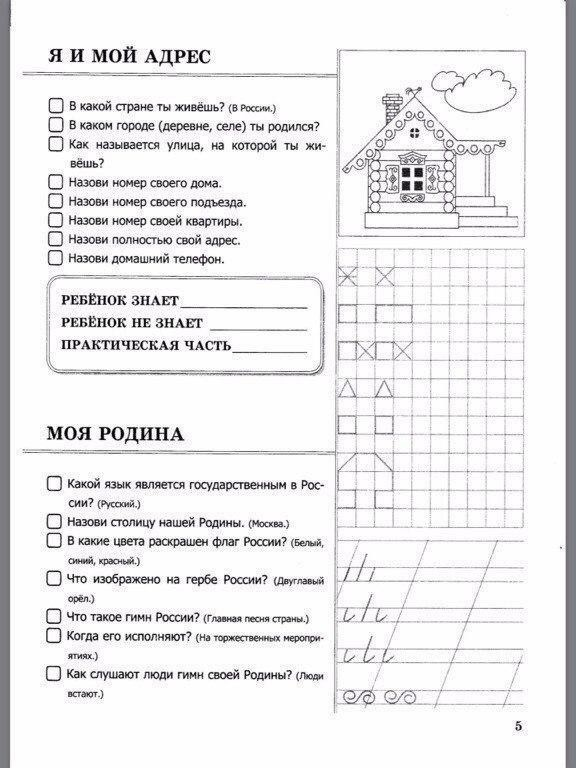 Я И МОЙ АДРЕС
В какой стране ты живёшь? (В России.)
В каком городе (деревне, селе) ты родился?
Как называется улица, на которой ты жи-
вёшь?
Назови номер своего дома.
Назови номер своего подъезда.
Назови номер своей квартиры.
Назови полностью свой адрес.
Назови домашний телефон.
РЕБЁНОК ЗНАЕТ
РЕБЁНОК НЕ ЗНАЕТ
ПРАКТИЧЕСКАЯ ЧАСТЬ
МОЯ РОДИНА
Какой язык является государственным в Рос-
сии? (Русский.)
Назови столицу нашей Родины. (Москва.)
В какие цвета раскрашен флаг России? (Белый,
синий, красный.)
Что изображено на гербе России? (Двуглавый
орёл.)
Что такое гимн России? (Главная песня страны.)
Когда его исполняют? (На торжественных меропри-
ятиях.)
Как слушают люди гимн своей Родины? (Люди
встают.)
5